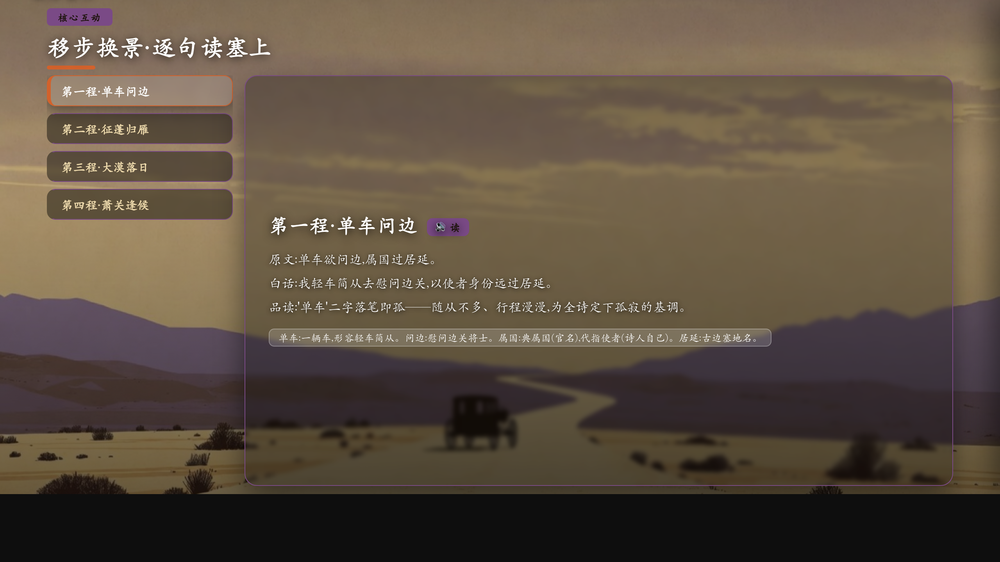 核心互动
移步换景·逐句读塞上
第一程·单车问边
第二程·征蓬归雁
第三程·大漠落日
第四程·萧关逢候
第一程·单车问边
🔊 读
原文:单车欲问边,属国过居延。
白话:我轻车简从去慰问边关,以使者身份远过居延。
品读:'单车'二字落笔即孤——随从不多、行程漫漫,为全诗定下孤寂的基调。
单车:一辆车,形容轻车简从。问边:慰问边关将士。属国:典属国(官名),代指使者(诗人自己)。居延:古边塞地名。